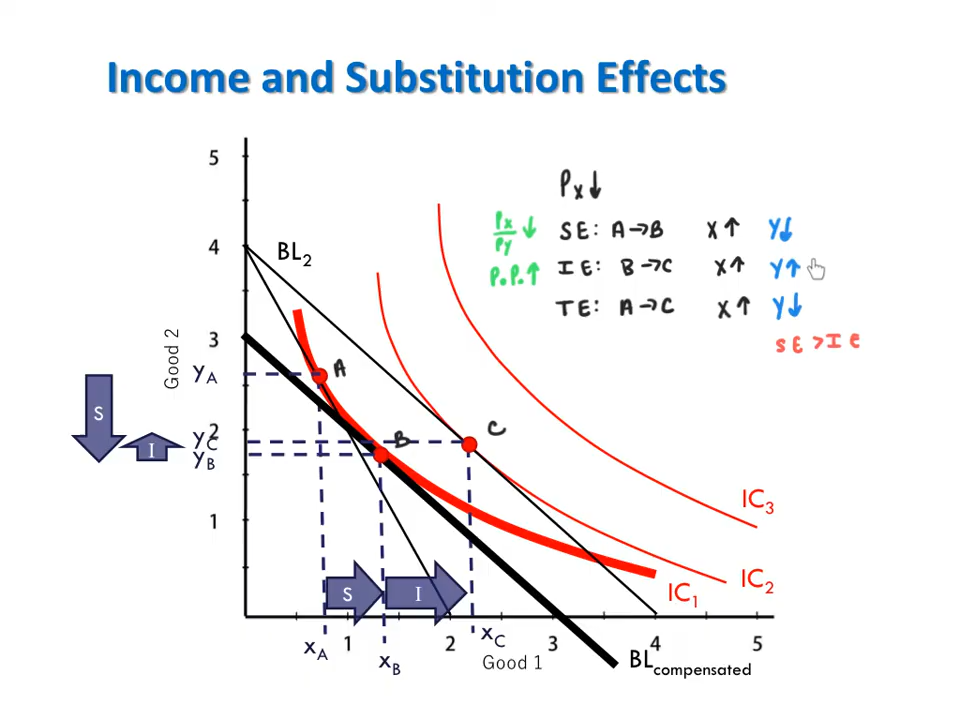 Income and Substitution Effects
Px↓
Px/Py ↓ SE: A→B X↑ Y↓
P.P.↑ IE: B→C X↑ Y↑
TE: A→C X↑ Y↓
SE>IE
5
4
3
2
1
Good 2
BL2
yA
yC
yB
S
I
A
B
C
IC3
IC2
IC1
S
I
1 2 3 4 5
xA
xB
xC
Good 1
BLcompensated